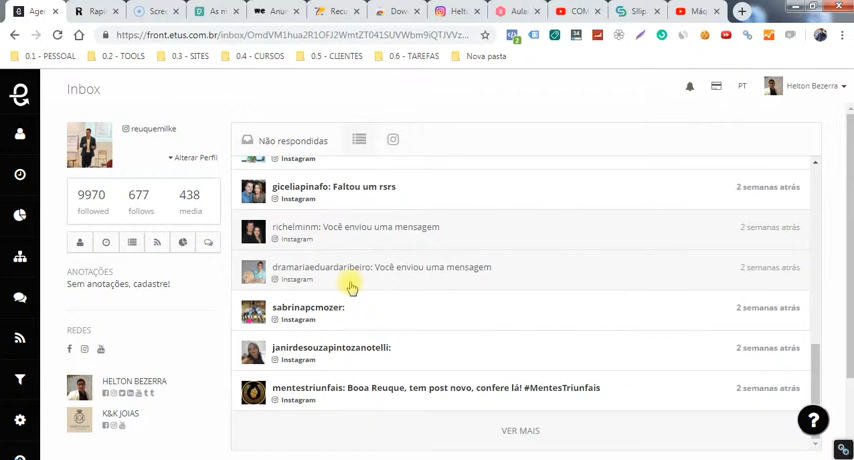 Agen
Rapi
Scree
As m
Anun
Recu
Dow
Helto
Aula
COM
SIlip
Máq
https://front.etus.com.br/inbox/OmdVM1hua2R1OFJ2WmtZT041SUVWbm9iQTJVVz...
0.1 - PESSOAL
0.2 - TOOLS
0.3 - SITES
0.4 - CURSOS
0.5 - CLIENTES
0.6 - TAREFAS
Nova pasta
Inbox
PT
Helton Bezerra
reuquemilke
Alterar Perfil
9970
677
438
followed
follows
media
ANOTAÇÕES
Sem anotações, cadastre!
REDES
HELTON BEZERRA
K&K JOIAS
Não respondidas
Instagram
giceliapinafo: Faltou um rsrs
2 semanas atrás
Instagram
richelminm: Você enviou uma mensagem
2 semanas atrás
Instagram
dramariaeduardaribeiro: Você enviou uma mensagem
2 semanas atrás
Instagram
sabrinapcmozer:
2 semanas atrás
Instagram
janirdesouzapintozanotelli:
2 semanas atrás
Instagram
mentestriunfais: Booa Reuque, tem post novo, confere lá! #MentesTriunfais
2 semanas atrás
Instagram
VER MAIS
?